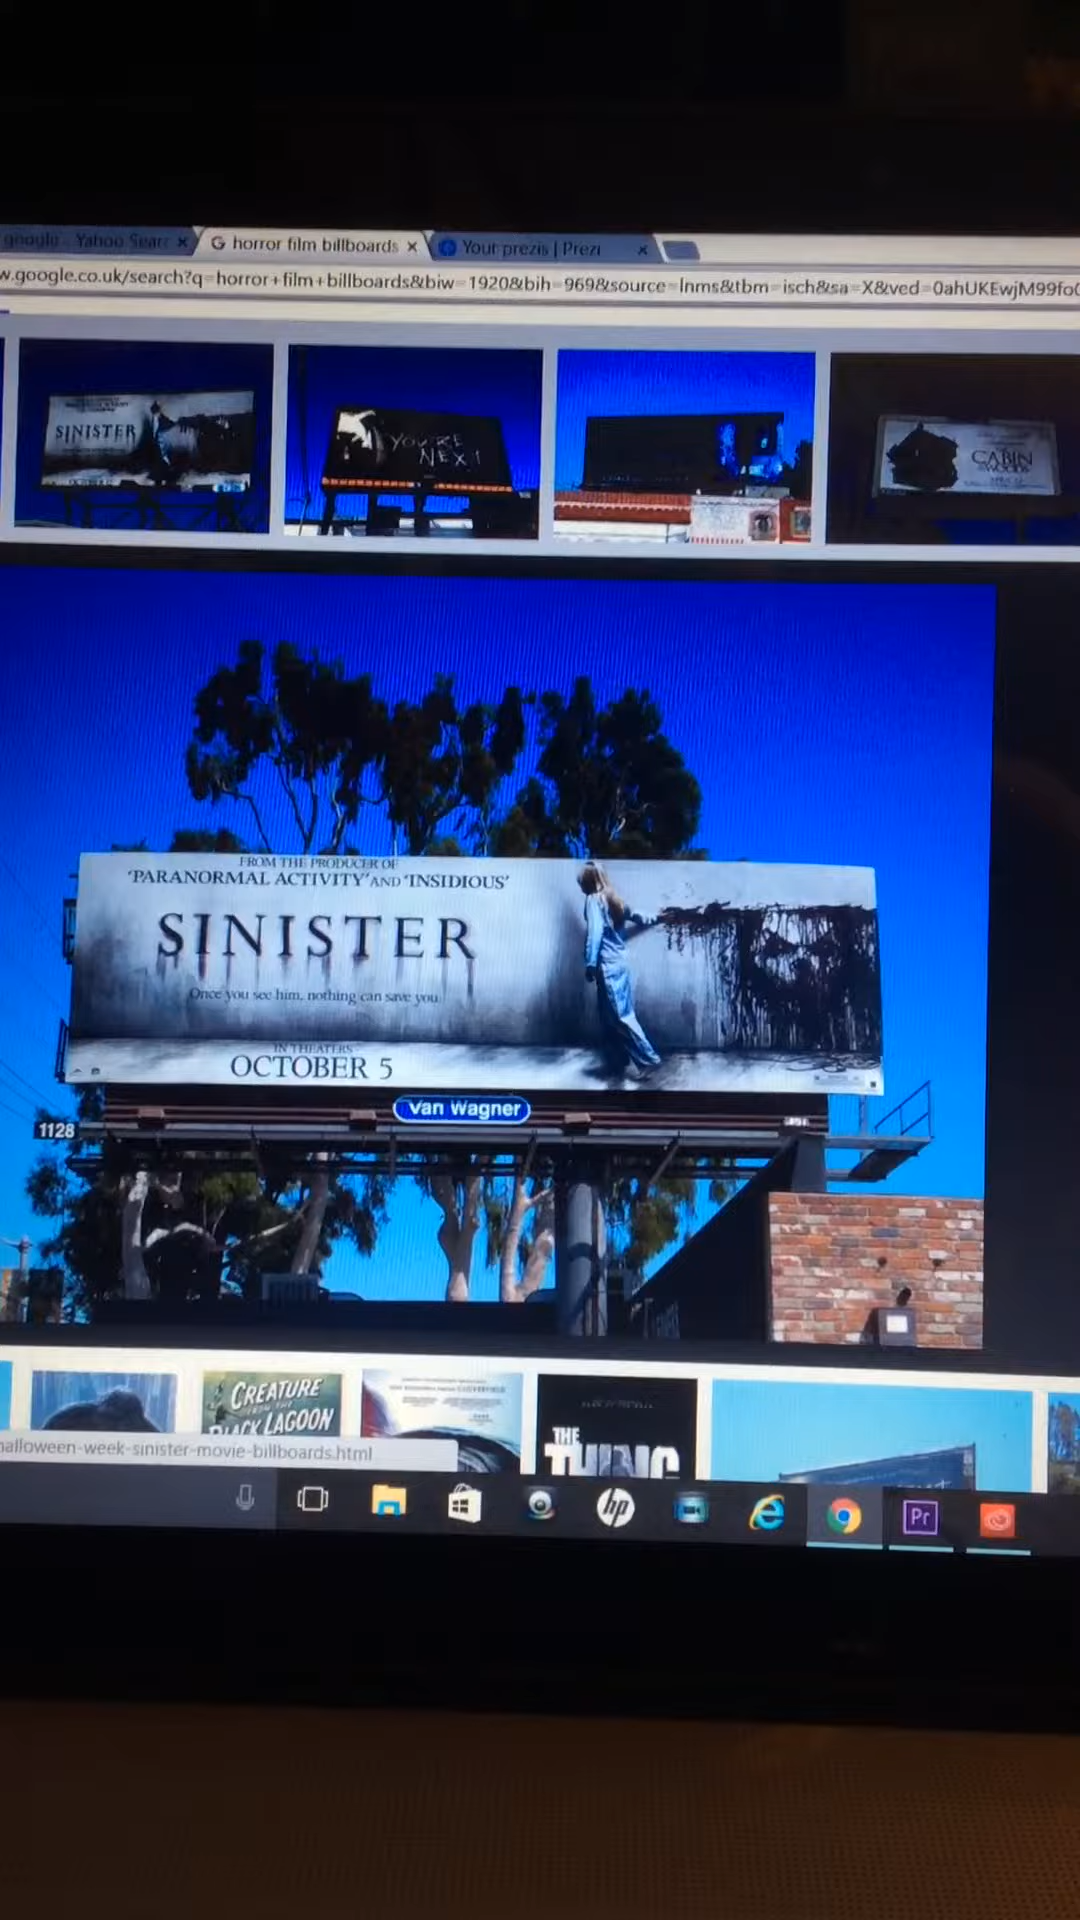 google - Yahoo Sear
horror film billboards
Your prezis | Prezi
w.google.co.uk/search?q=horror+film+billboards&biw=1920&bih=969&source=lnms&tbm=isch&sa=X&ved=0ahUKEwjM99fo
SINISTER
YOU'RE
NEXT
CABIN
WOODS
FROM THE PRODUCER OF
'PARANORMAL ACTIVITY' AND 'INSIDIOUS'
SINISTER
Once you see him, nothing can save you.
IN THEATERS
OCTOBER 5
van Wagner
1128
CREATURE
FROM THE
BLACK LAGOON
THE
THING
halloween-week-sinister-movie-billboards.html
hp
Pr